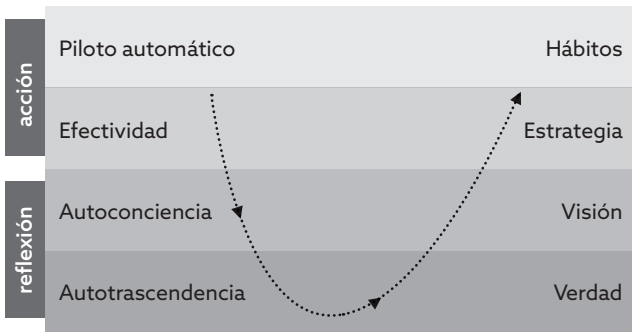 acción
Piloto automático Hábitos
Efectividad Estrategia
reflexión
Autoconciencia Visión
Autotrascendencia Verdad